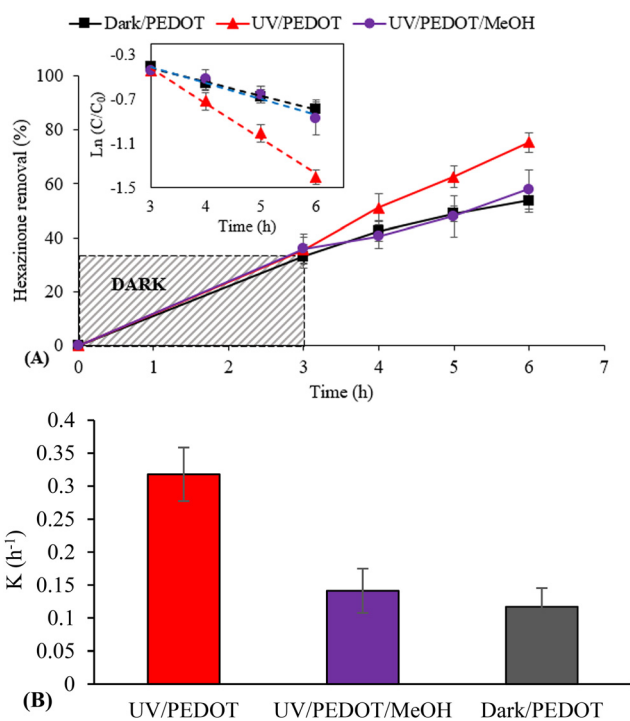 Dark/PEDOT UV/PEDOT UV/PEDOT/MeOH
Hexazinone removal (%)
100
80
60
40
20
0
Ln (C/C₀)
-0.3
-0.7
-1.1
-1.5
3 4 5 6
Time (h)
DARK
0 1 2 3 4 5 6 7
Time (h)
(A)
K (h⁻¹)
0.4
0.35
0.3
0.25
0.2
0.15
0.1
0.05
0
UV/PEDOT UV/PEDOT/MeOH Dark/PEDOT
(B)